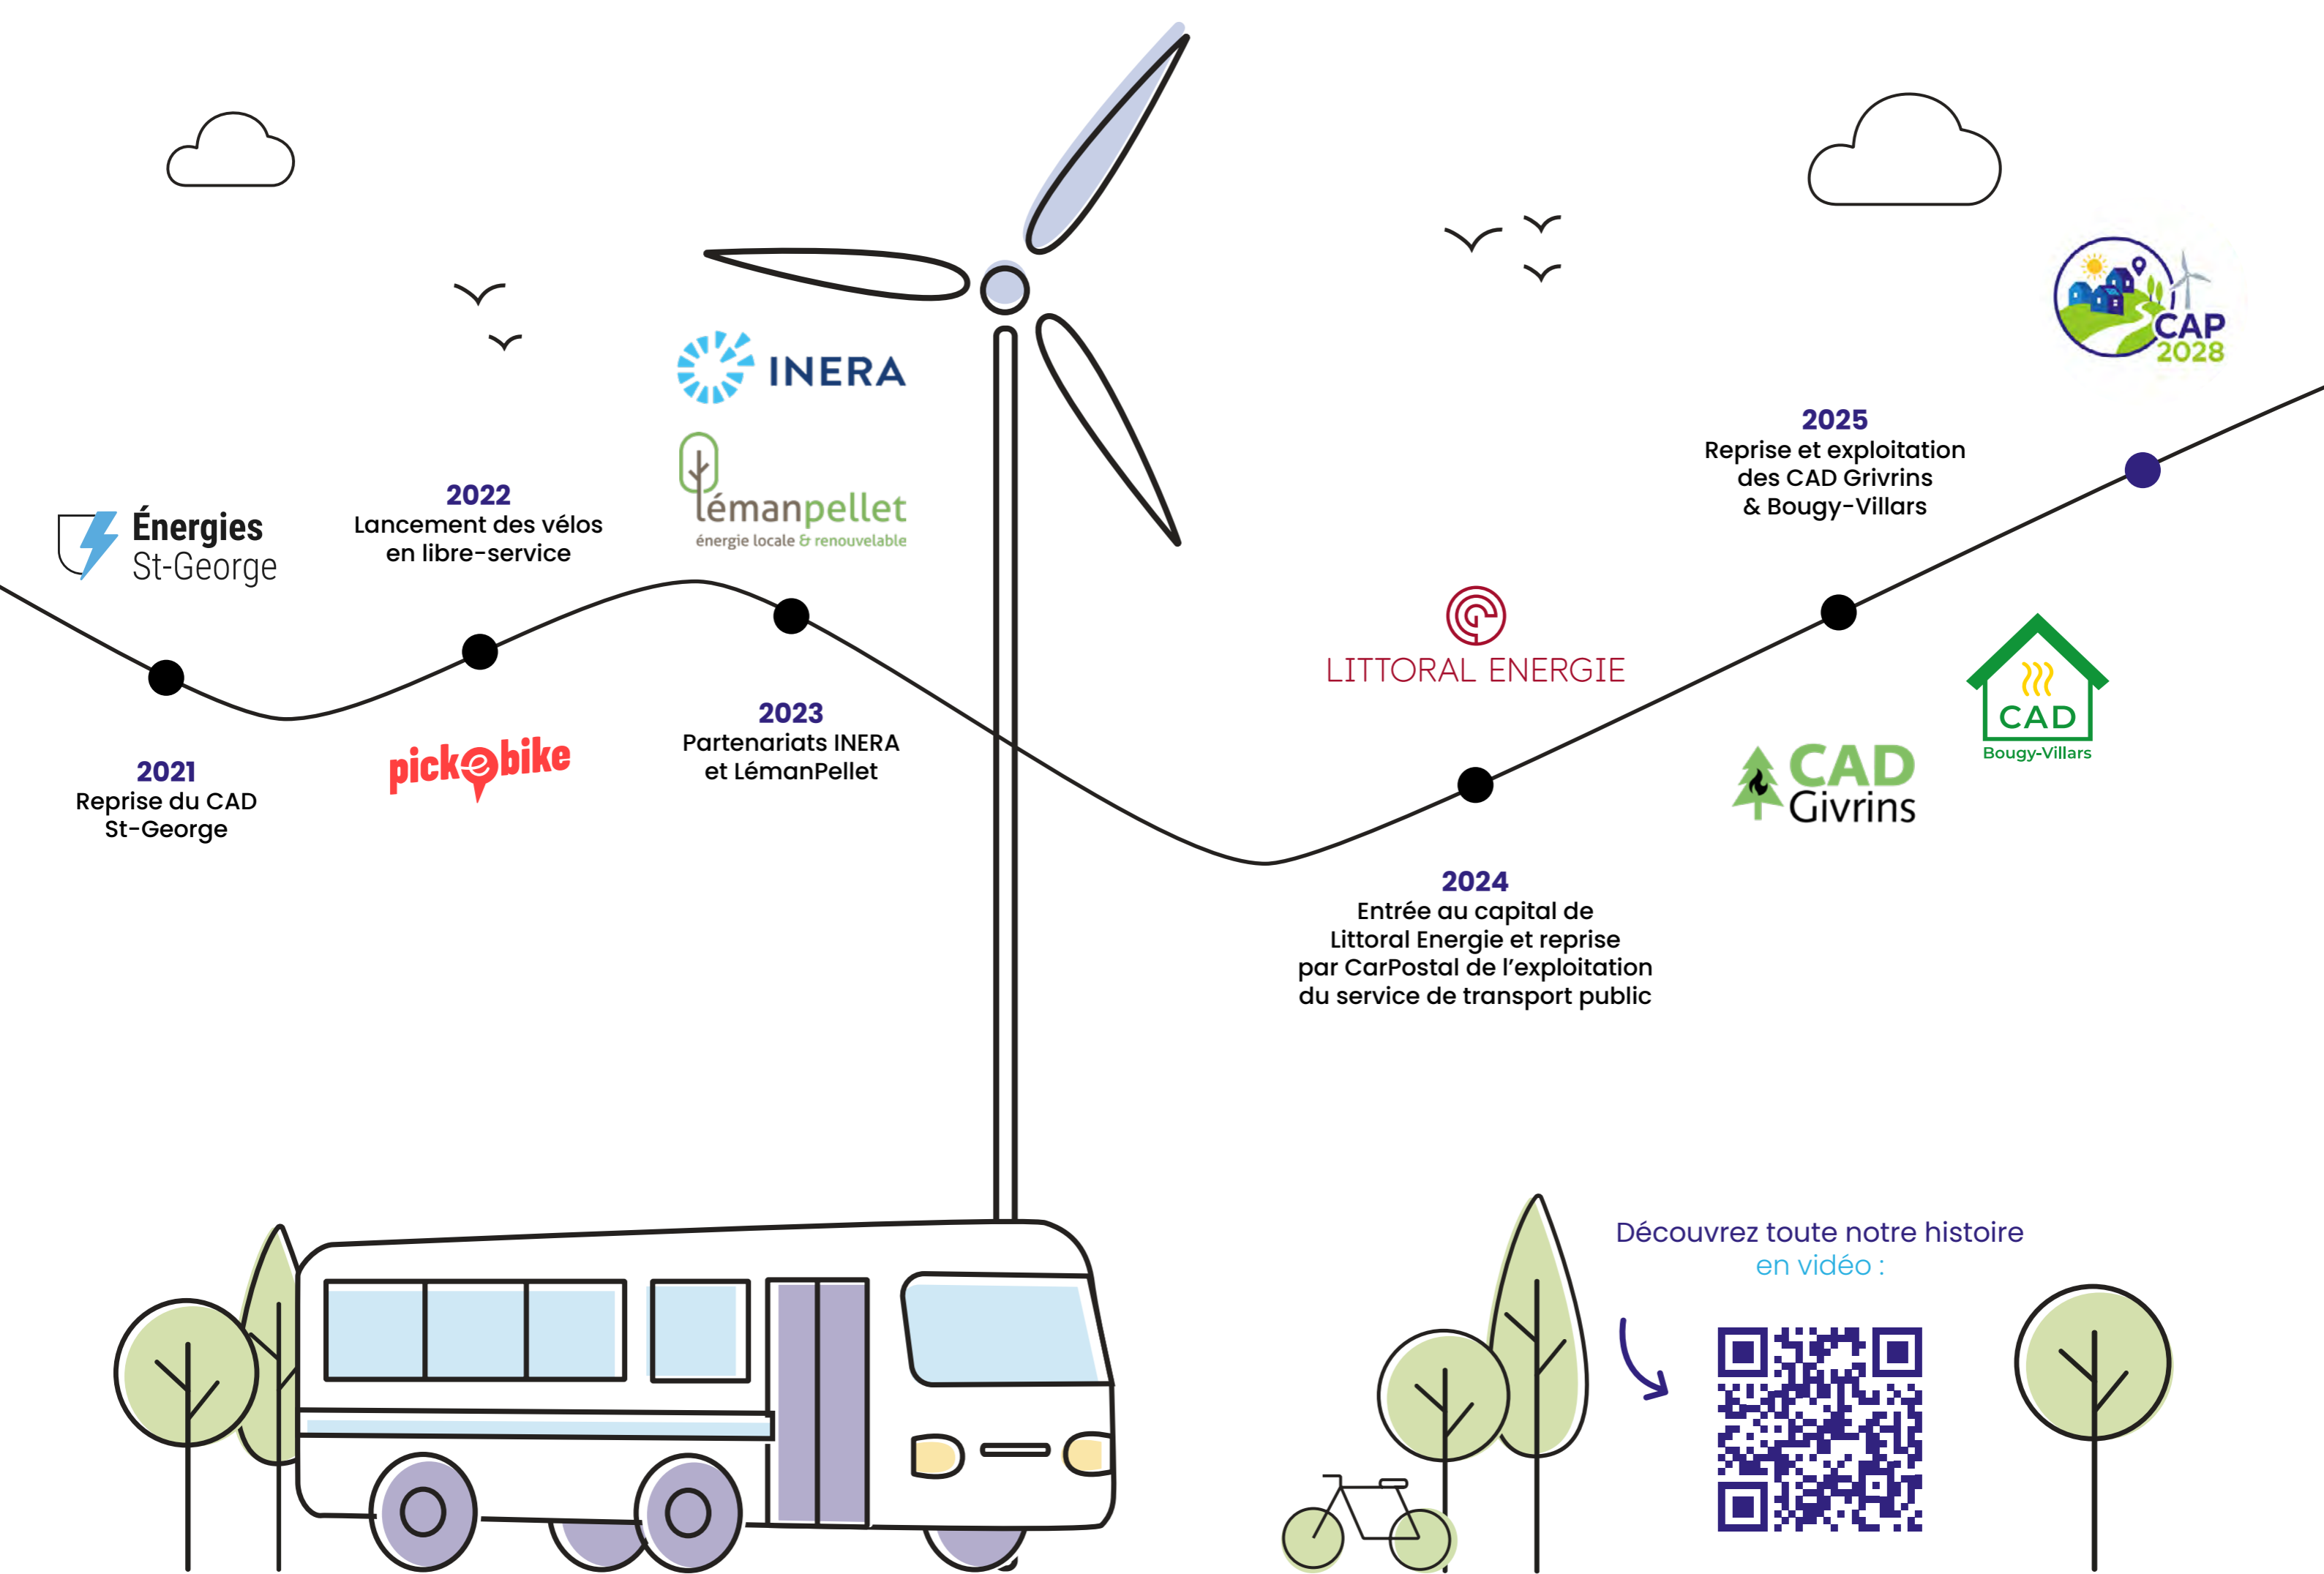 Énergies
St-George
2021
Reprise du CAD
St-George
2022
Lancement des vélos
en libre-service
pickebike
INERA
lémanpellet
énergie locale & renouvelable
2023
Partenariats INERA
et LémanPellet
LITTORAL ENERGIE
2024
Entrée au capital de
Littoral Energie et reprise
par CarPostal de l'exploitation
du service de transport public
2025
Reprise et exploitation
des CAD Grivrins
& Bougy-Villars
CAD
Givrins
CAD
Bougy-Villars
CAP
2028
Découvrez toute notre histoire
en vidéo :